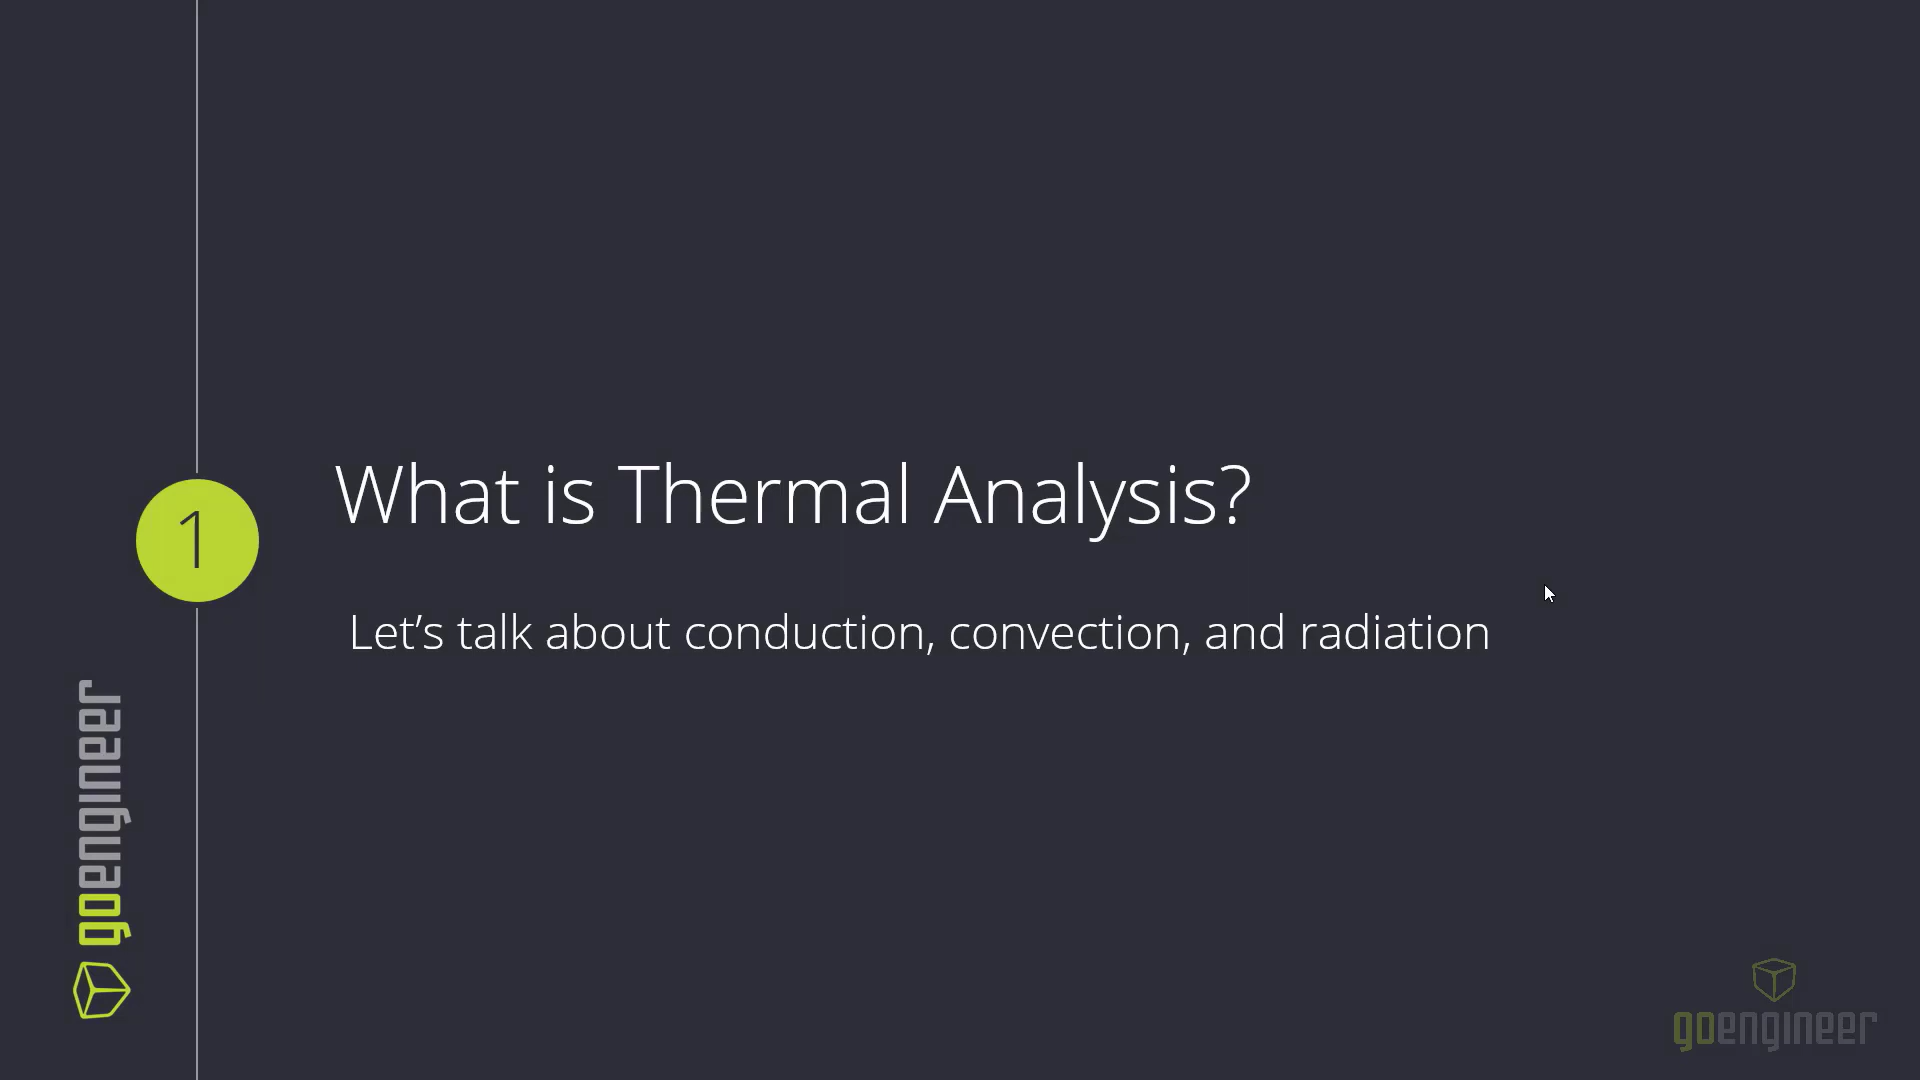 1
What is Thermal Analysis?
Let’s talk about conduction, convection, and radiation
goengineer
goengineer